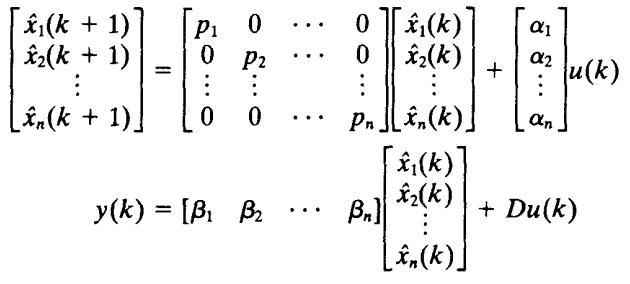 [x̂₁(k + 1)] = [p₁ 0 ⋯ 0] [x̂₁(k)] + [α₁] u(k)
[x̂₂(k + 1)] [0 p₂ ⋯ 0] [x̂₂(k)] [α₂]
[⋮] [⋮ ⋮ ⋮] [⋮] [⋮]
[x̂ₙ(k + 1)] [0 0 ⋯ pₙ] [x̂ₙ(k)] [αₙ]
y(k) = [β₁ β₂ ⋯ βₙ] [x̂₁(k)] + Du(k)
[x̂₂(k)]
[⋮]
[x̂ₙ(k)]